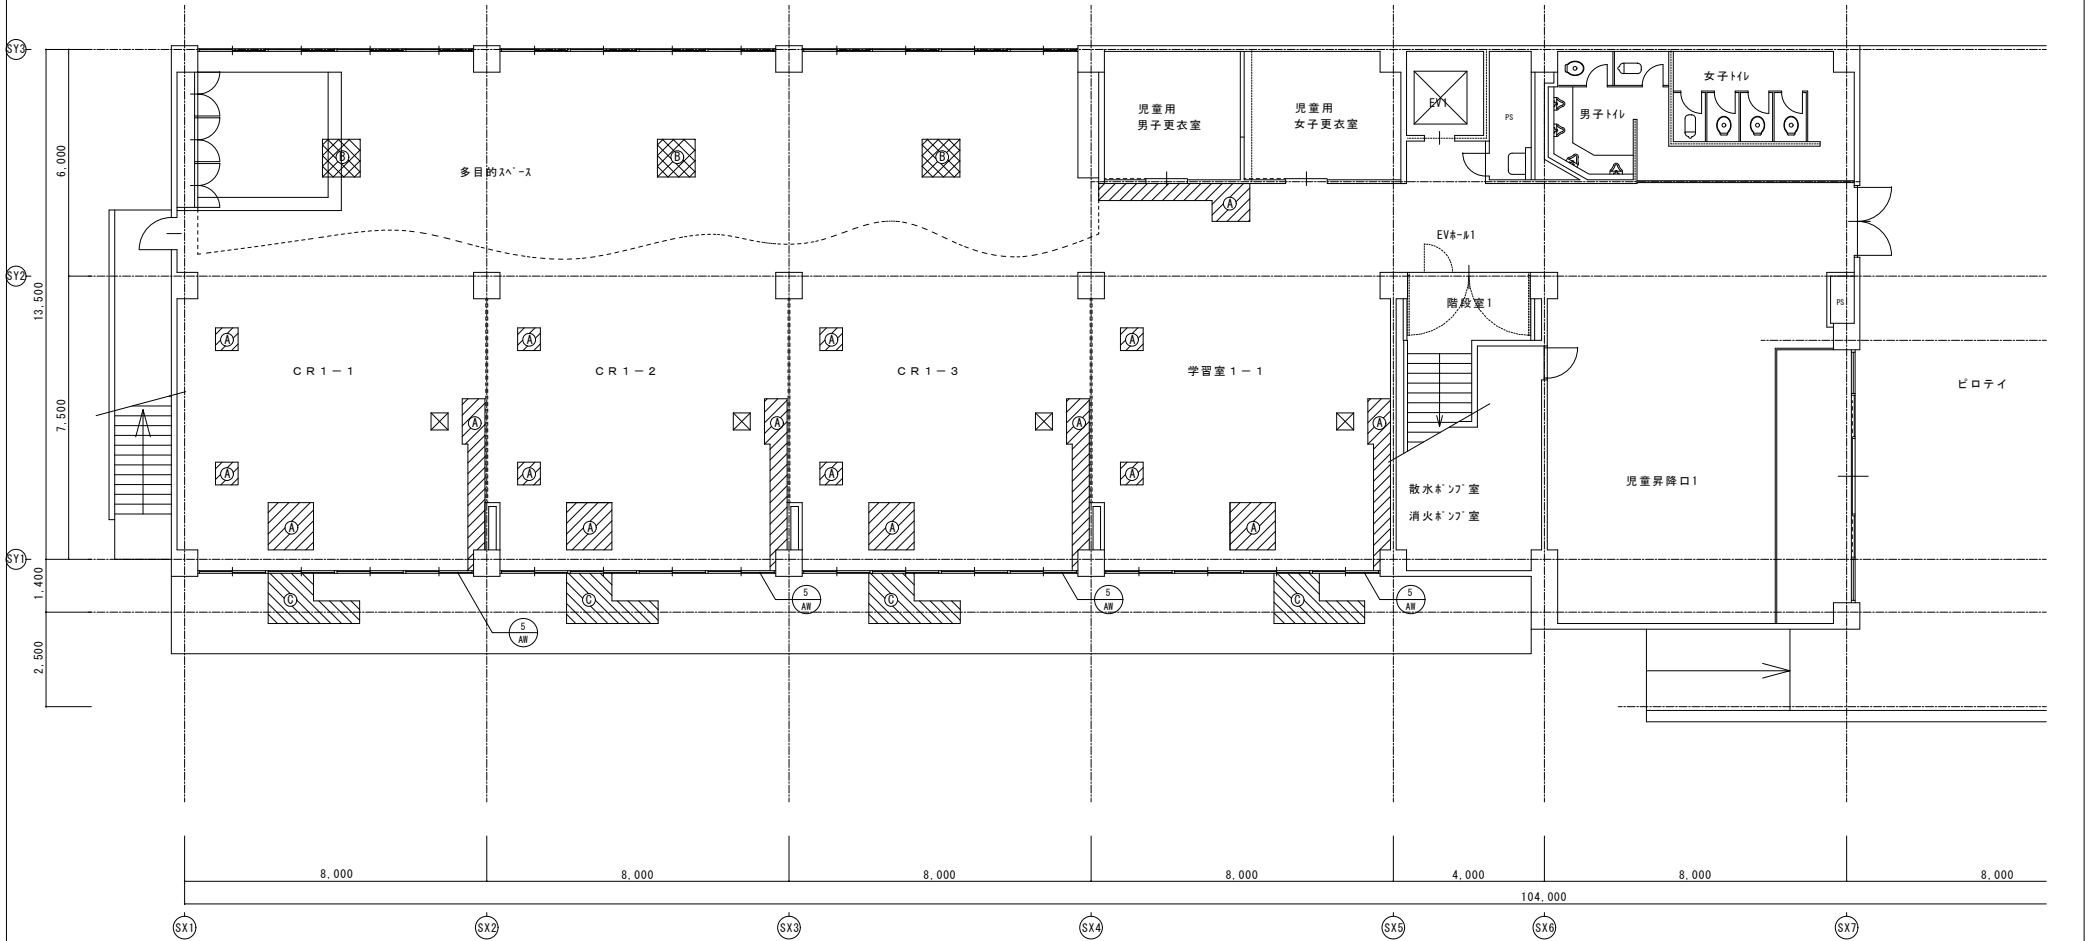 SY3
女子ﾄｲﾚ
児童用
男子更衣室
児童用
女子更衣室
EV1
PS
男子ﾄｲﾚ
6,000
B
B
B
多目的ｽﾍﾟｰｽ
A
EVﾎｰﾙ1
SY2
13,500
階段室1
PS
A
A
A
A
CR1-1
CR1-2
CR1-3
学習室1-1
ピロテイ
7,500
A
A
A
A
A
A
A
A
児童昇降口1
散水ﾎﾟﾝﾌﾟ室
消火ﾎﾟﾝﾌﾟ室
A
A
A
A
SY1
1,400
C
C
C
C
5
AW
5
AW
5
AW
5
AW
2,500
8,000
8,000
8,000
8,000
4,000
8,000
8,000
104,000
SX1
SX2
SX3
SX4
SX5
SX6
SX7